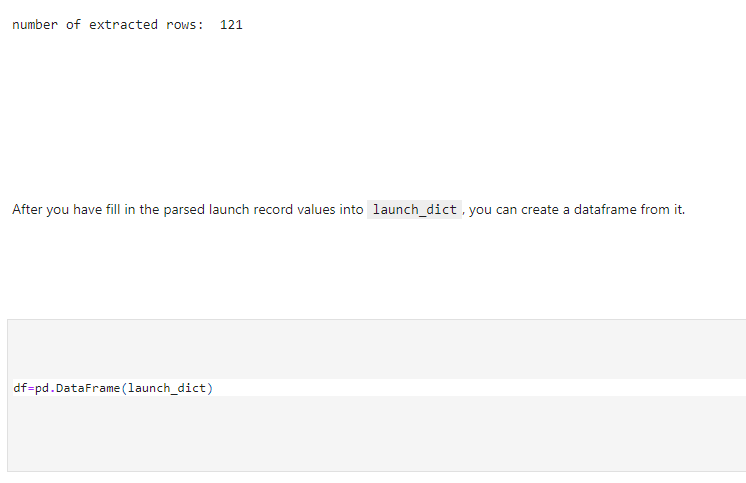 number of extracted rows:  121
After you have fill in the parsed launch record values into launch_dict, you can create a dataframe from it.
df=pd.DataFrame(launch_dict)